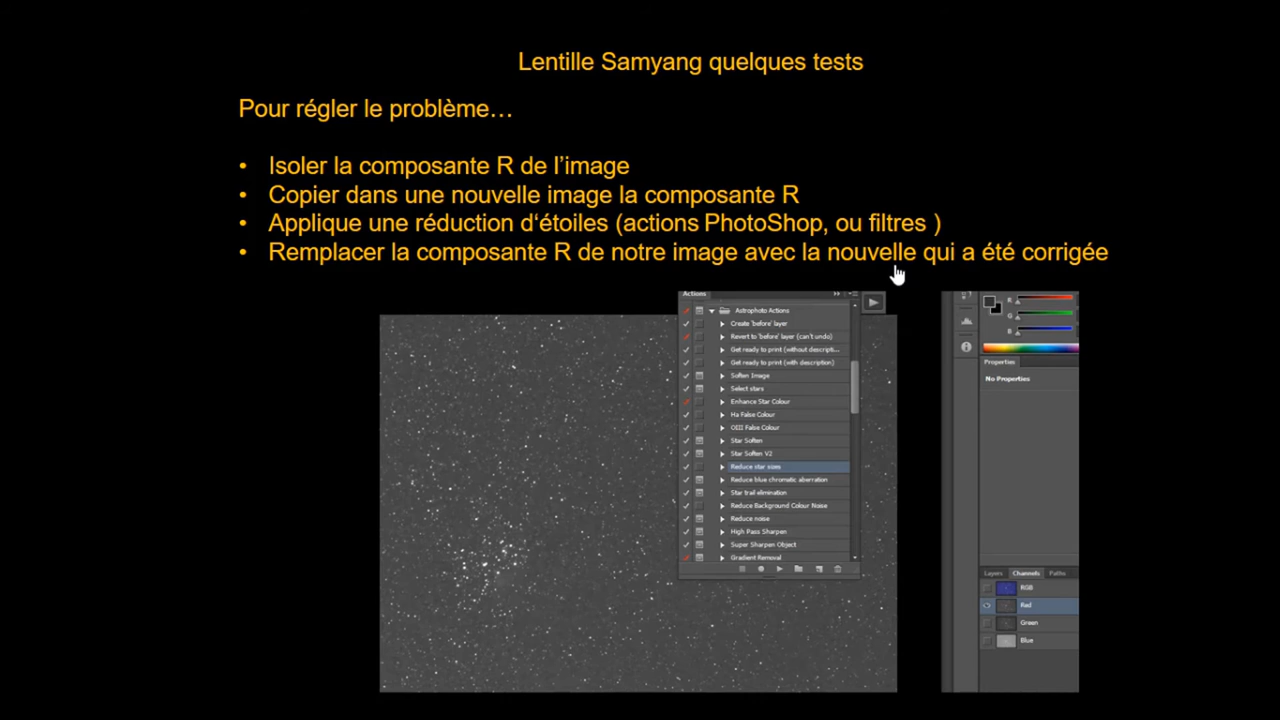 Lentille Samyang quelques tests
Pour régler le problème…
• Isoler la composante R de l’image
• Copier dans une nouvelle image la composante R
• Applique une réduction d‘étoiles (actions PhotoShop, ou filtres )
• Remplacer la composante R de notre image avec la nouvelle qui a été corrigée
Actions
Astrophoto Actions
Create 'before' layer
Revert to 'before' layer (can't undo)
Get ready to print (without descripti...
Get ready to print (with description)
Soften Image
Select stars
Enhance Star Colour
Ha False Colour
OIII False Colour
Star Soften
Star Soften V2
Reduce star sizes
Reduce blue chromatic aberration
Star trail elimination
Reduce Background Colour Noise
Reduce noise
High Pass Sharpen
Super Sharpen Object
Gradient Removal
R
G
B
Properties
No Properties
Layers Channels Paths
RGB
Red
Green
Blue